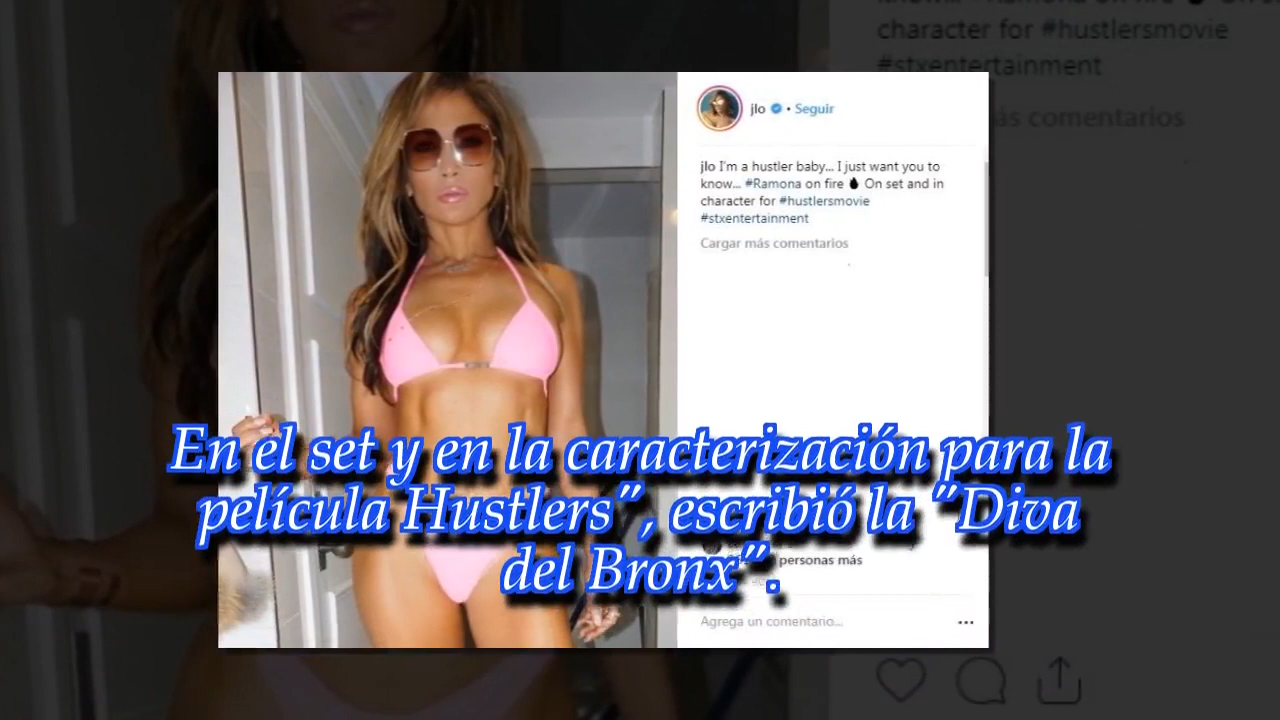 character for #hustlersmovie
#stxentertainment
ás comentarios
jlo • Seguir
jlo I'm a hustler baby... I just want you to
know... #Ramona on fire On set and in
character for #hustlersmovie
#stxentertainment
Cargar más comentarios
En el set y en la caracterización para la
película Hustlers", escribió la "Diva
del Bronx".
personas más
Agrega un comentario...